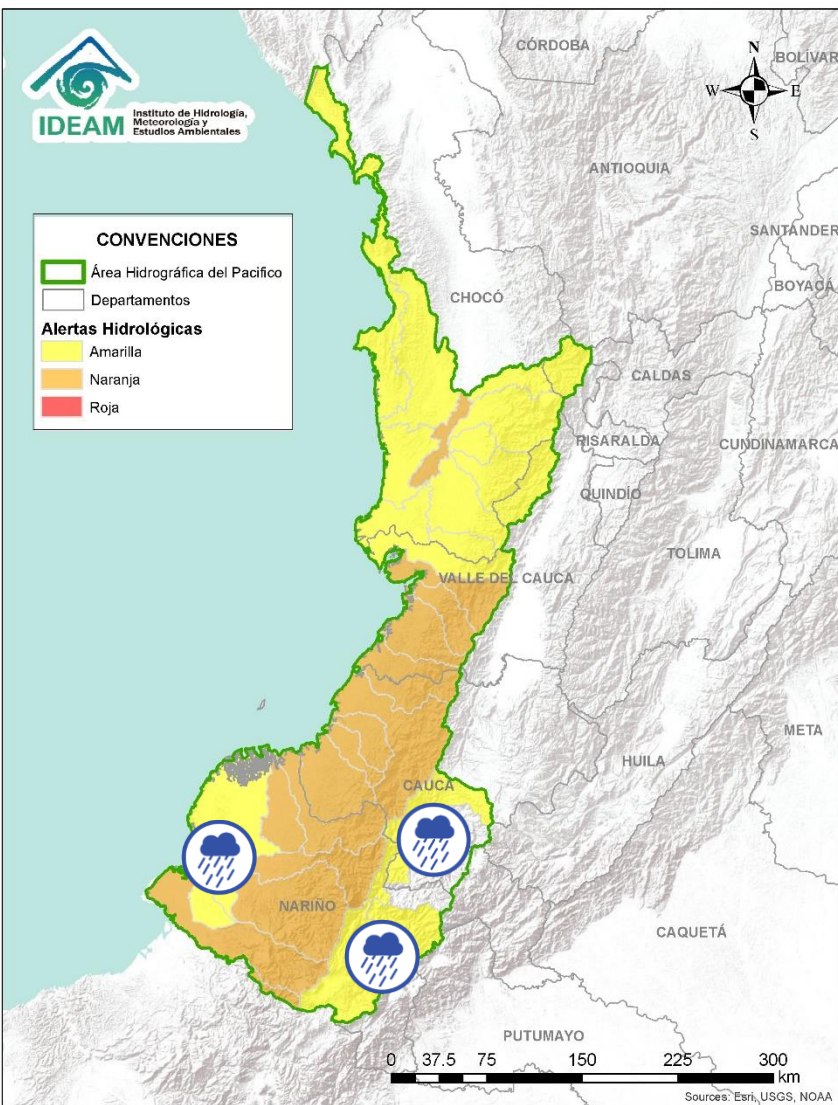 IDEAM
Instituto de Hidrología,
Meteorología y
Estudios Ambientales
N
W
E
S
CÓRDOBA
BOLÍVAR
ANTIOQUIA
SANTANDER
BOYACÁ
CHOCÓ
CALDAS
RISARALDA
CUNDINAMARCA
QUINDÍO
TOLIMA
VALLE DEL CAUCA
META
HUILA
CAUCA
NARIÑO
CAQUETÁ
PUTUMAYO
CONVENCIONES
Área Hidrográfica del Pacifico
Departamentos
Alertas Hidrológicas
Amarilla
Naranja
Roja
0 37.5 75 150 225 300
km
Sources: Esri, USGS, NOAA